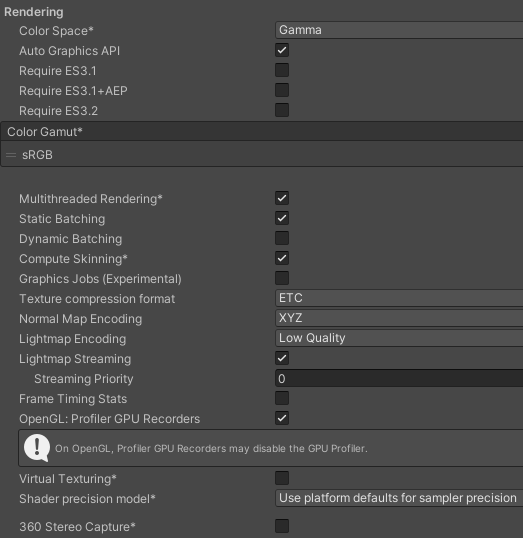 Rendering
Color Space* Gamma
Auto Graphics API
Require ES3.1
Require ES3.1+AEP
Require ES3.2
Color Gamut*
sRGB
Multithreaded Rendering*
Static Batching
Dynamic Batching
Compute Skinning*
Graphics Jobs (Experimental)
Texture compression format ETC
Normal Map Encoding XYZ
Lightmap Encoding Low Quality
Lightmap Streaming
Streaming Priority 0
Frame Timing Stats
OpenGL: Profiler GPU Recorders
On OpenGL, Profiler GPU Recorders may disable the GPU Profiler.
Virtual Texturing*
Shader precision model* Use platform defaults for sampler precision
360 Stereo Capture*